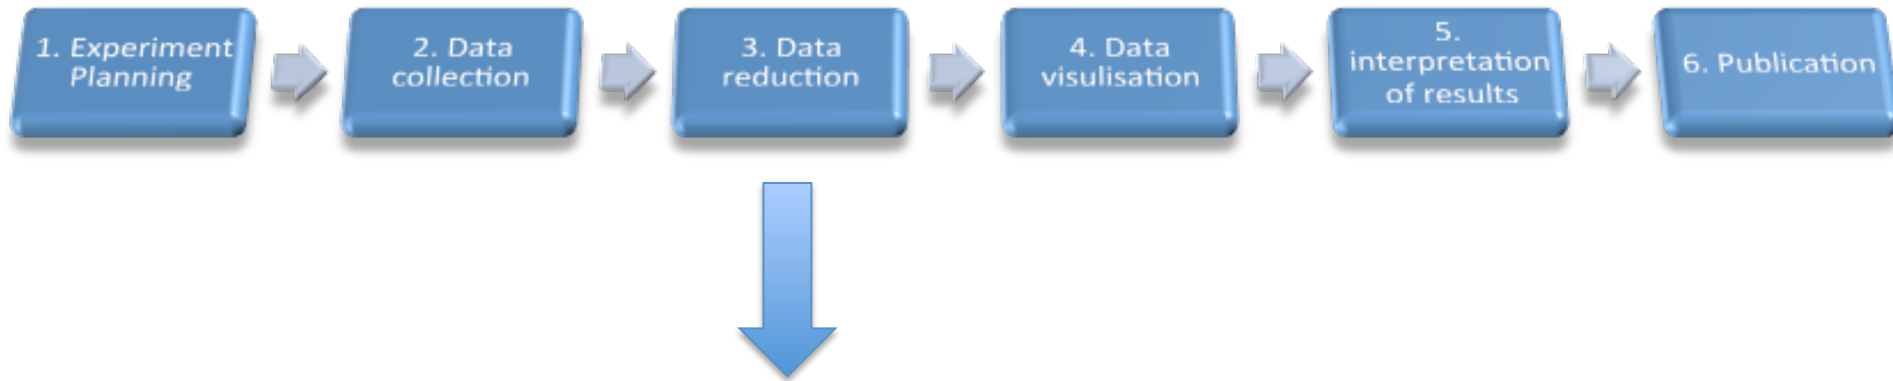 1. Experiment
Planning
2. Data
collection
3. Data
reduction
4. Data
visulisation
5.
interpretation
of results
6. Publication